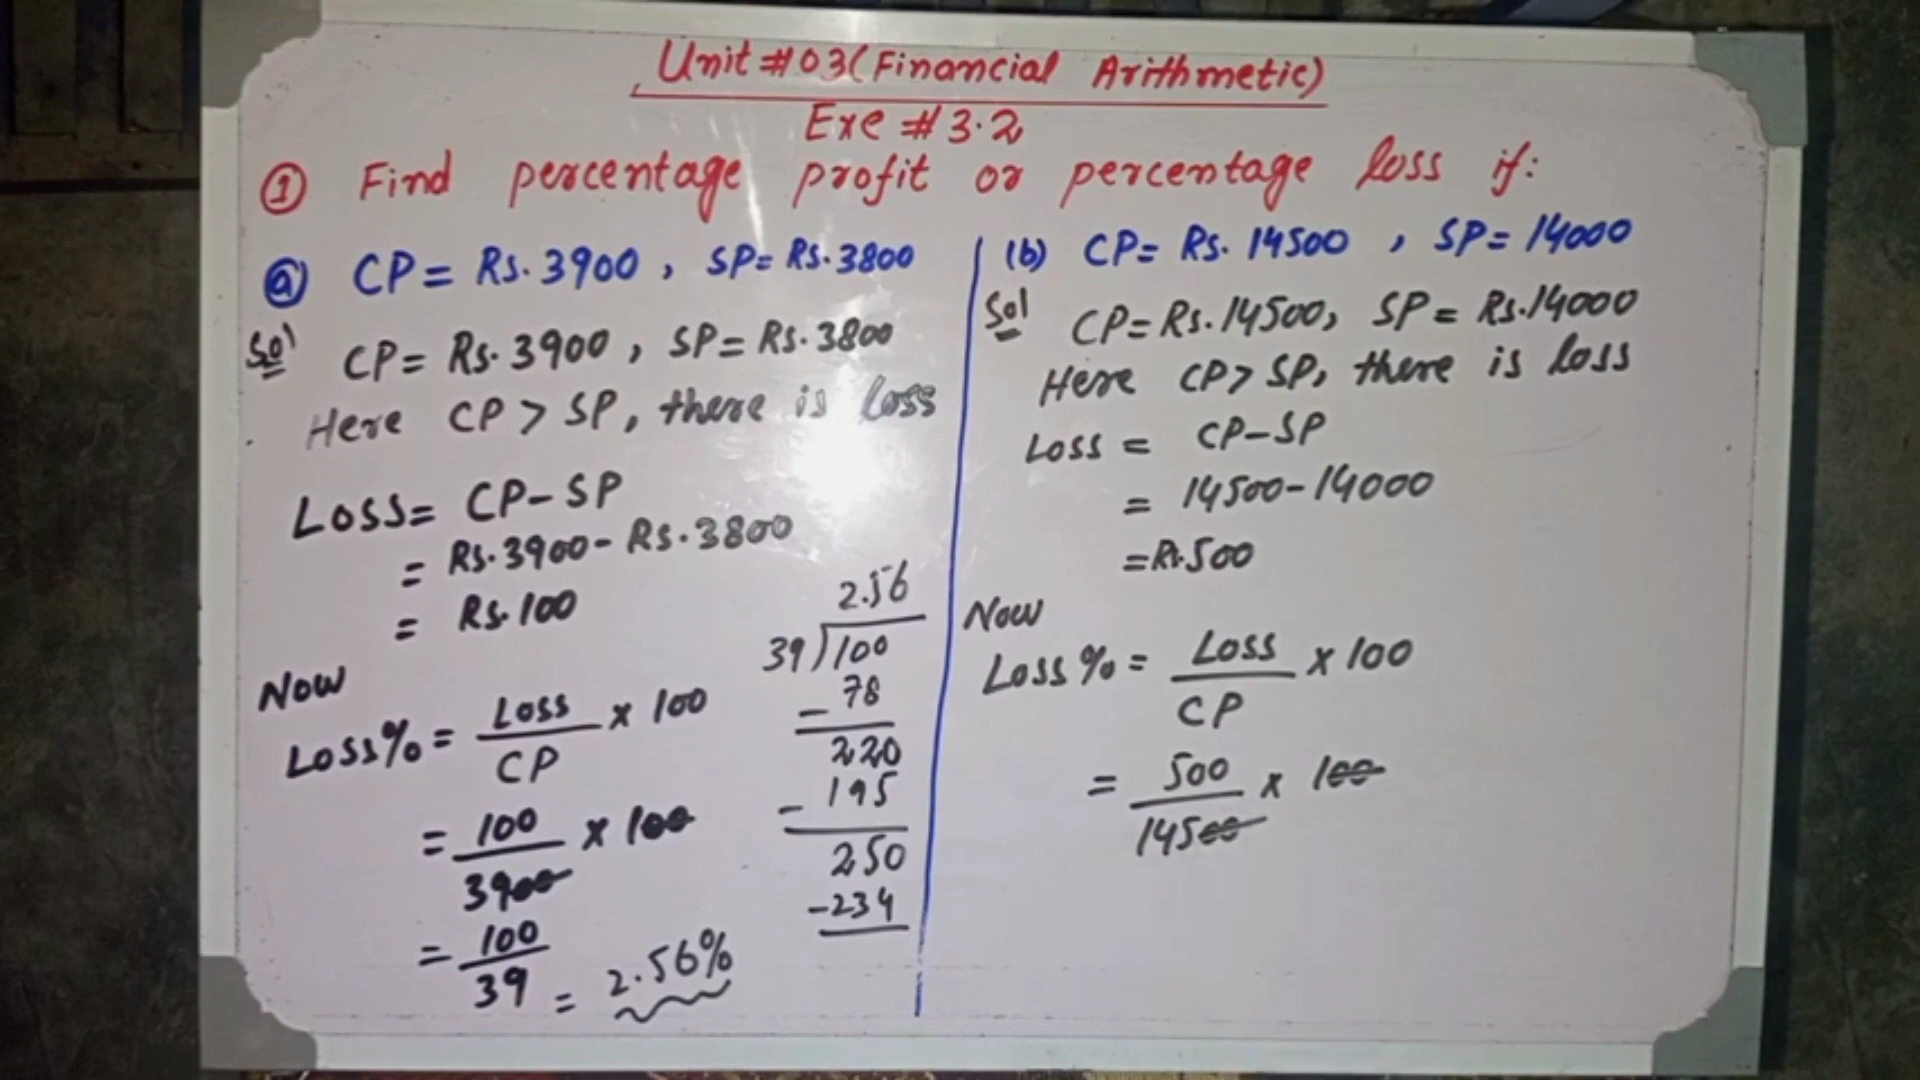 Unit #03(Financial Arithmetic)
Exe #3.2
① Find percentage profit or percentage loss if:
ⓐ CP= Rs.3900, SP= Rs.3800
Sol
CP= Rs.3900, SP= Rs.3800
Here CP > SP, there is loss
Loss= CP-SP
= Rs.3900- Rs.3800
= Rs.100
Now
Loss%= Loss/CP x 100
= 100/3900 x 100
= 100/39 = 2.56%
2.56
39)100
-78
220
-195
250
-234
(b) CP= Rs. 14500, SP= 14000
Sol
CP= Rs.14500, SP= Rs.14000
Here CP> SP, there is loss
Loss = CP-SP
= 14500-14000
=Rs.500
Now
Loss%= Loss/CP x 100
= 500/14500 x 100